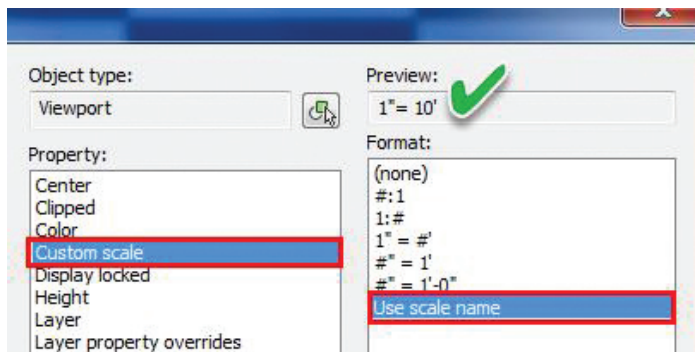 Object type:
Viewport
Property:
Center
Clipped
Color
Custom scale
Display locked
Height
Layer
Layer property overrides
Preview:
1"= 10'
Format:
(none)
#:1
1:#
1" = #'
#" = 1'
#" = 1'-0"
Use scale name